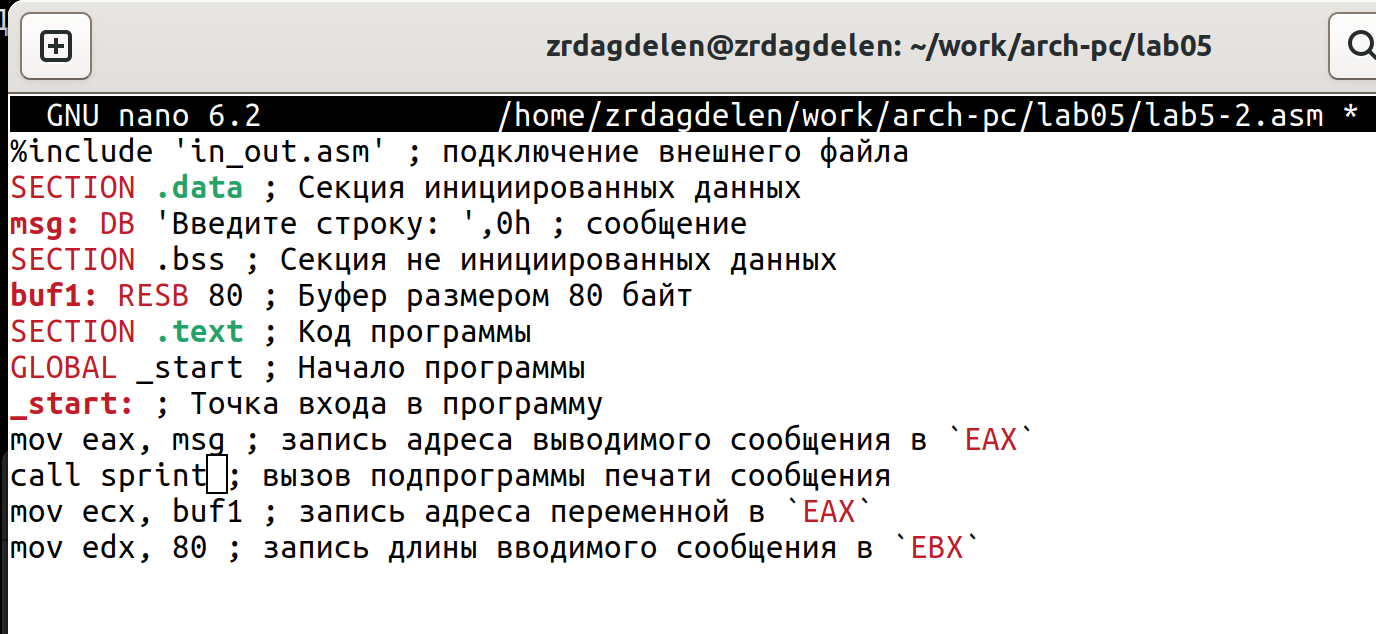 zrdagdelen@zrdagdelen: ~/work/arch-pc/lab05
GNU nano 6.2 /home/zrdagdelen/work/arch-pc/lab05/lab5-2.asm *
%include 'in_out.asm' ; подключение внешнего файла
SECTION .data ; Секция инициированных данных
msg: DB 'Введите строку: ',0h ; сообщение
SECTION .bss ; Секция не инициированных данных
buf1: RESB 80 ; Буфер размером 80 байт
SECTION .text ; Код программы
GLOBAL _start ; Начало программы
_start: ; Точка входа в программу
mov eax, msg ; запись адреса выводимого сообщения в `EAX`
call sprint ; вызов подпрограммы печати сообщения
mov ecx, buf1 ; запись адреса переменной в `EAX`
mov edx, 80 ; запись длины вводимого сообщения в `EBX`